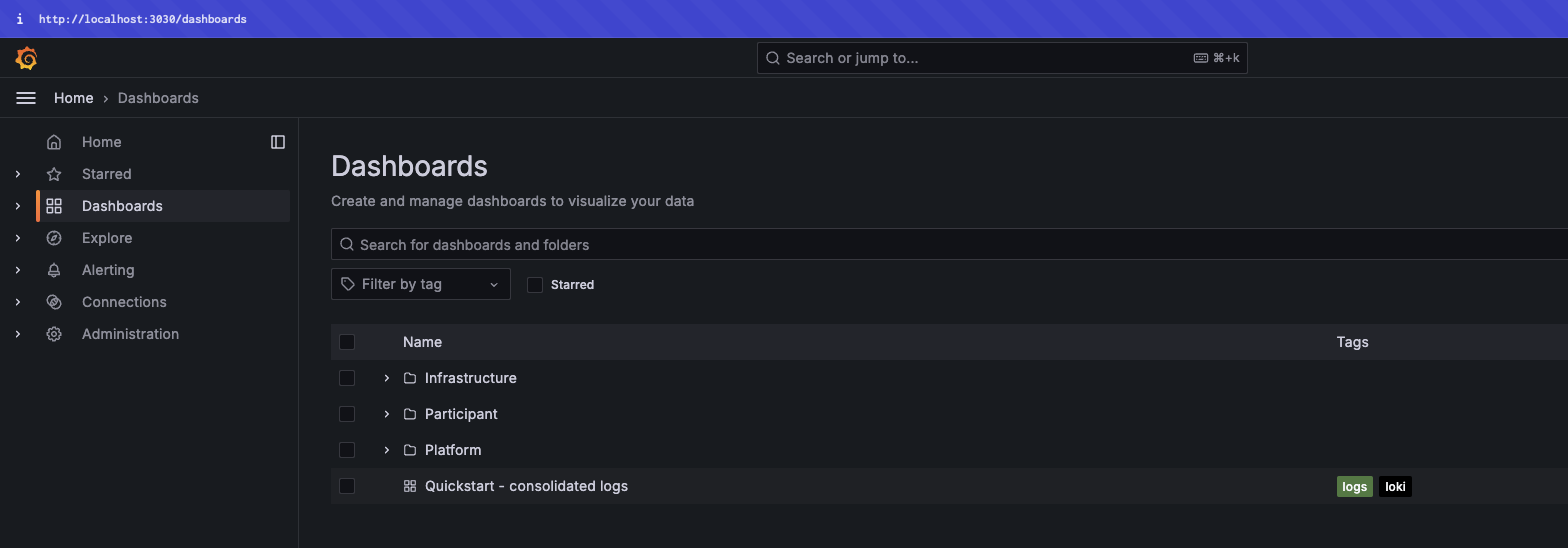 i http://localhost:3030/dashboards
Search or jump to... ⌘+k
Home › Dashboards
Home
Starred
Dashboards
Explore
Alerting
Connections
Administration
Dashboards
Create and manage dashboards to visualize your data
Search for dashboards and folders
Filter by tag
Starred
Name Tags
Infrastructure
Participant
Platform
Quickstart - consolidated logs logs loki